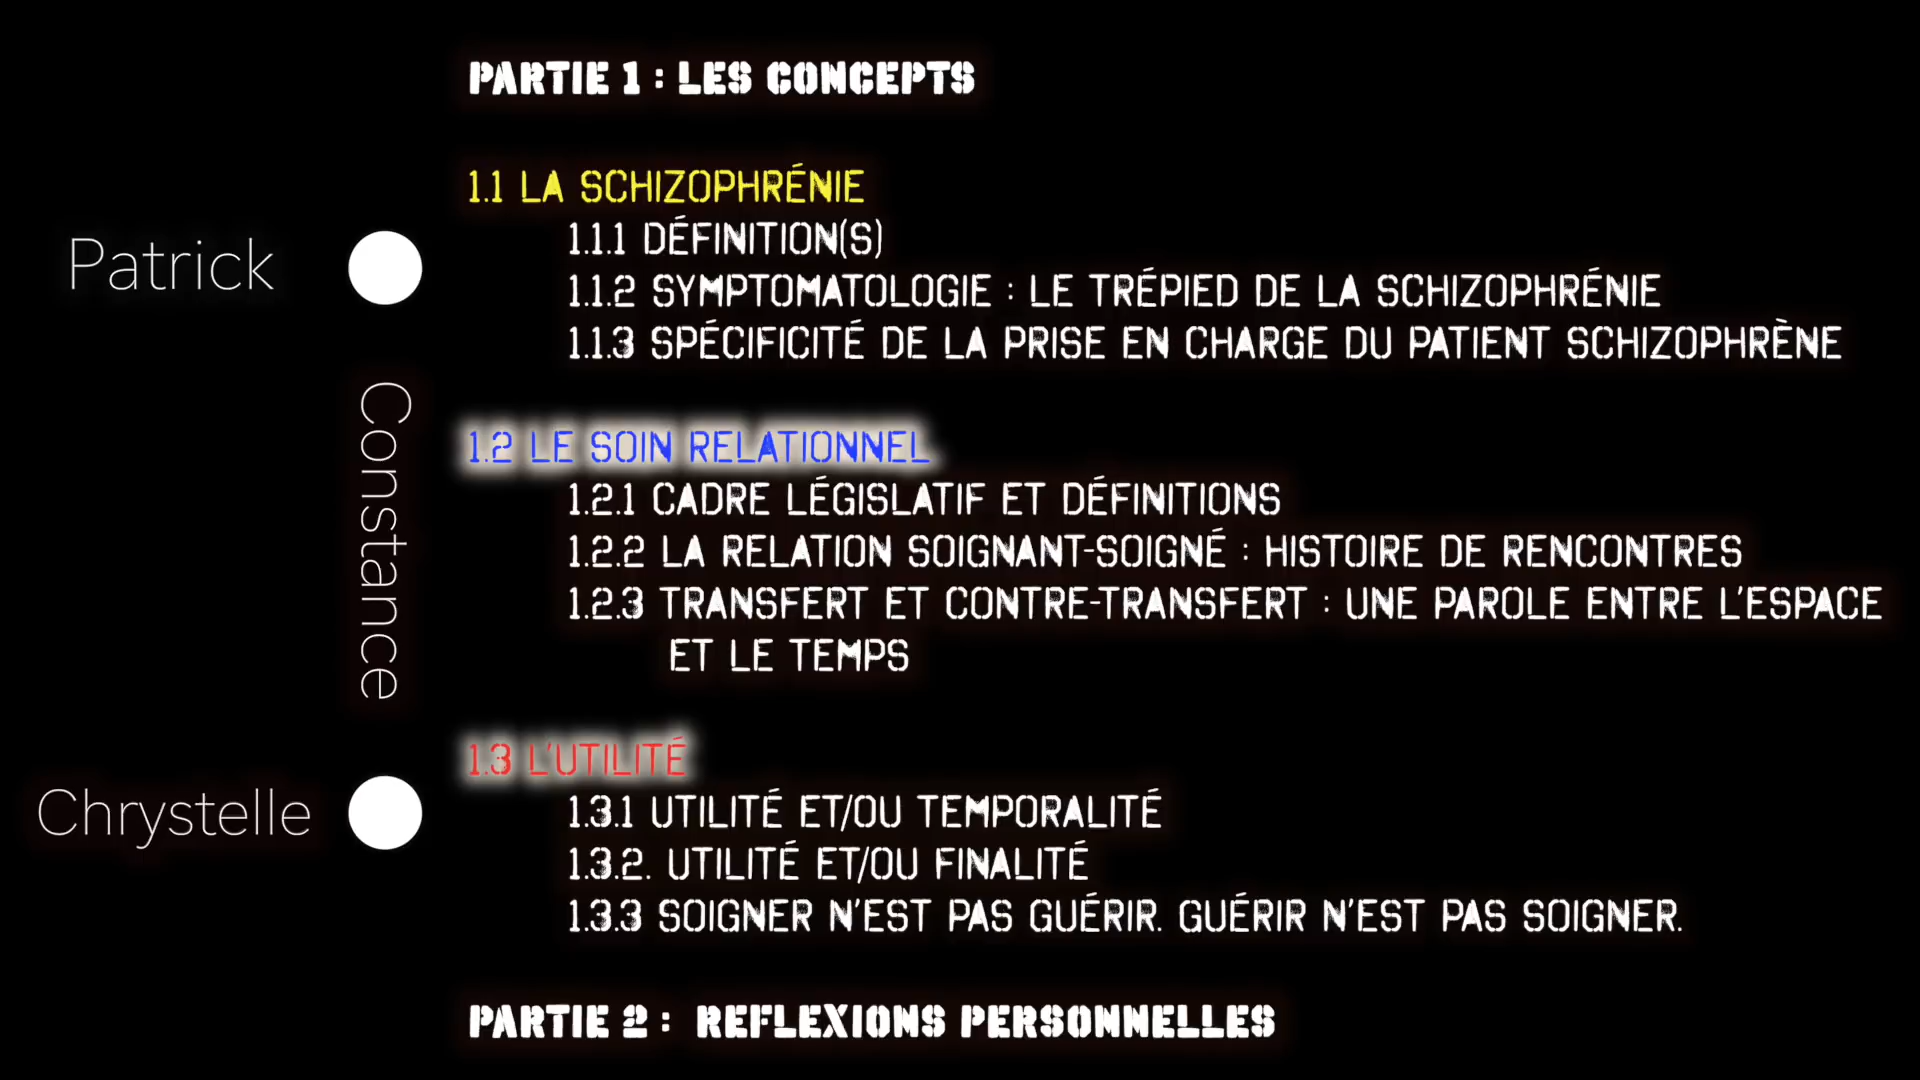 PARTIE 1 : LES CONCEPTS
1.1 LA SCHIZOPHRÉNIE
1.1.1 DÉFINITION(S)
Patrick
1.1.2 SYMPTOMATOLOGIE : LE TRÉPIED DE LA SCHIZOPHRÉNIE
1.1.3 SPÉCIFICITÉ DE LA PRISE EN CHARGE DU PATIENT SCHIZOPHRÈNE
Constance
1.2 LE SOIN RELATIONNEL
1.2.1 CADRE LÉGISLATIF ET DÉFINITIONS
1.2.2 LA RELATION SOIGNANT-SOIGNÉ : HISTOIRE DE RENCONTRES
1.2.3 TRANSFERT ET CONTRE-TRANSFERT : UNE PAROLE ENTRE L'ESPACE
ET LE TEMPS
1.3 L'UTILITÉ
Chrystelle
1.3.1 UTILITÉ ET/OU TEMPORALITÉ
1.3.2. UTILITÉ ET/OU FINALITÉ
1.3.3 SOIGNER N'EST PAS GUÉRIR. GUÉRIR N'EST PAS SOIGNER.
PARTIE 2 : REFLEXIONS PERSONNELLES